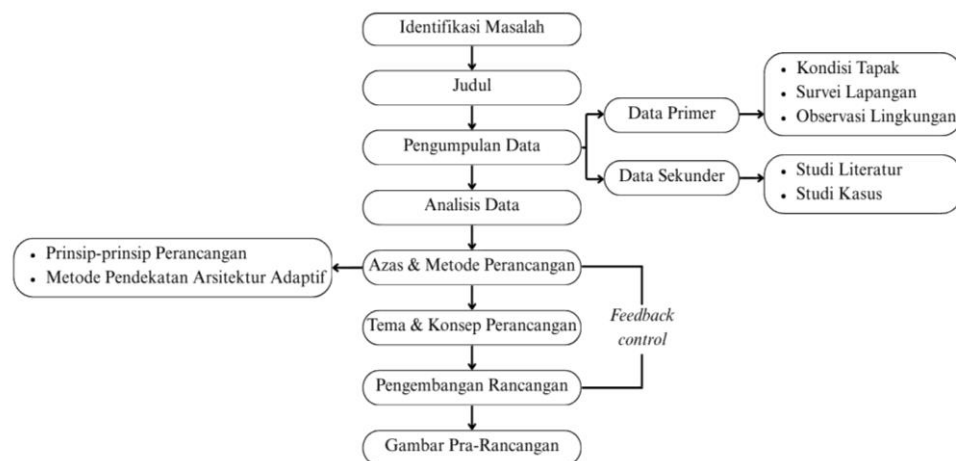 Identifikasi Masalah
Judul
Pengumpulan Data
Data Primer
• Kondisi Tapak
• Survei Lapangan
• Observasi Lingkungan
Data Sekunder
• Studi Literatur
• Studi Kasus
Analisis Data
Azas & Metode Perancangan
• Prinsip-prinsip Perancangan
• Metode Pendekatan Arsitektur Adaptif
Tema & Konsep Perancangan
Feedback
control
Pengembangan Rancangan
Gambar Pra-Rancangan